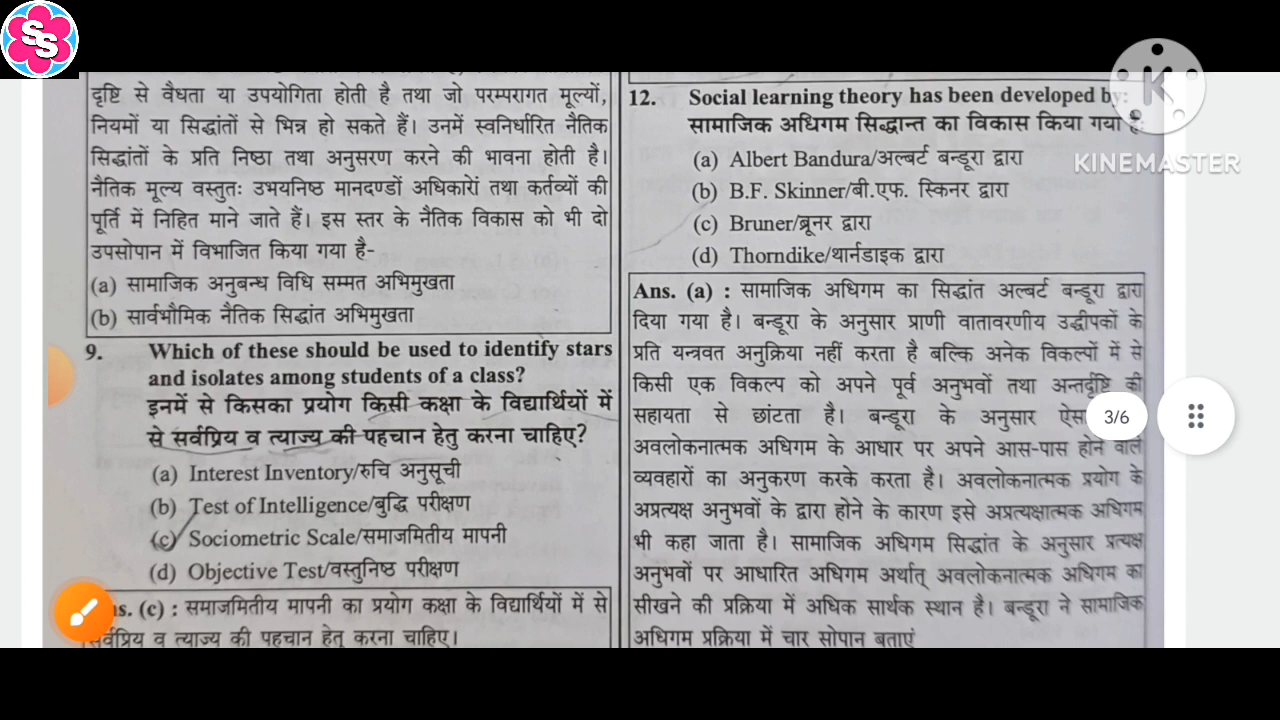 SS
दृष्टि से वैधता या उपयोगिता होती है तथा जो परम्परागत मूल्यों,
नियमों या सिद्धांतों से भिन्न हो सकते हैं। उनमें स्वनिर्धारित नैतिक
सिद्धांतों के प्रति निष्ठा तथा अनुसरण करने की भावना होती है।
नैतिक मूल्य वस्तुतः उभयनिष्ठ मानदण्डों अधिकारों तथा कर्तव्यों की
पूर्ति में निहित माने जाते हैं। इस स्तर के नैतिक विकास को भी दो
उपसोपान में विभाजित किया गया है-
(a) सामाजिक अनुबन्ध विधि सम्मत अभिमुखता
(b) सार्वभौमिक नैतिक सिद्धांत अभिमुखता
9. Which of these should be used to identify stars
and isolates among students of a class?
इनमें से किसका प्रयोग किसी कक्षा के विद्यार्थियों में
से सर्वप्रिय व त्याज्य की पहचान हेतु करना चाहिए?
(a) Interest Inventory/रुचि अनुसूची
(b) Test of Intelligence/बुद्धि परीक्षण
(c) Sociometric Scale/समाजमितीय मापनी
(d) Objective Test/वस्तुनिष्ठ परीक्षण
(c) : समाजमितीय मापनी का प्रयोग कक्षा के विद्यार्थियों में से
सर्वप्रिय व त्याज्य की पहचान हेतु करना चाहिए।
12. Social learning theory has been developed by:
सामाजिक अधिगम सिद्धान्त का विकास किया गया है
(a) Albert Bandura/अल्बर्ट बन्डूरा द्वारा
(b) B.F. Skinner/बी.एफ. स्किनर द्वारा
(c) Bruner/ब्रूनर द्वारा
(d) Thorndike/थार्नडाइक द्वारा
Ans. (a) : सामाजिक अधिगम का सिद्धांत अल्बर्ट बन्डूरा द्वारा
दिया गया है। बन्डूरा के अनुसार प्राणी वातावरणीय उद्धीपकों के
प्रति यन्त्रवत अनुक्रिया नहीं करता है बल्कि अनेक विकल्पों में से
किसी एक विकल्प को अपने पूर्व अनुभवों तथा अन्तर्दृष्टि की
सहायता से छांटता है। बन्डूरा के अनुसार
अवलोकनात्मक अधिगम के आधार पर अपने आस-पास होने वाले
व्यवहारों का अनुकरण करके करता है। अवलोकनात्मक प्रयोग के
अप्रत्यक्ष अनुभवों के द्वारा होने के कारण इसे अप्रत्यक्षात्मक अधिगम
भी कहा जाता है। सामाजिक अधिगम सिद्धांत के अनुसार प्रत्यक्ष
अनुभवों पर आधारित अधिगम अर्थात् अवलोकनात्मक अधिगम का
सीखने की प्रक्रिया में अधिक सार्थक स्थान है। बन्डूरा ने सामाजिक
अधिगम प्रक्रिया में चार सोपान बताएं
K
KINEMASTER
3/6